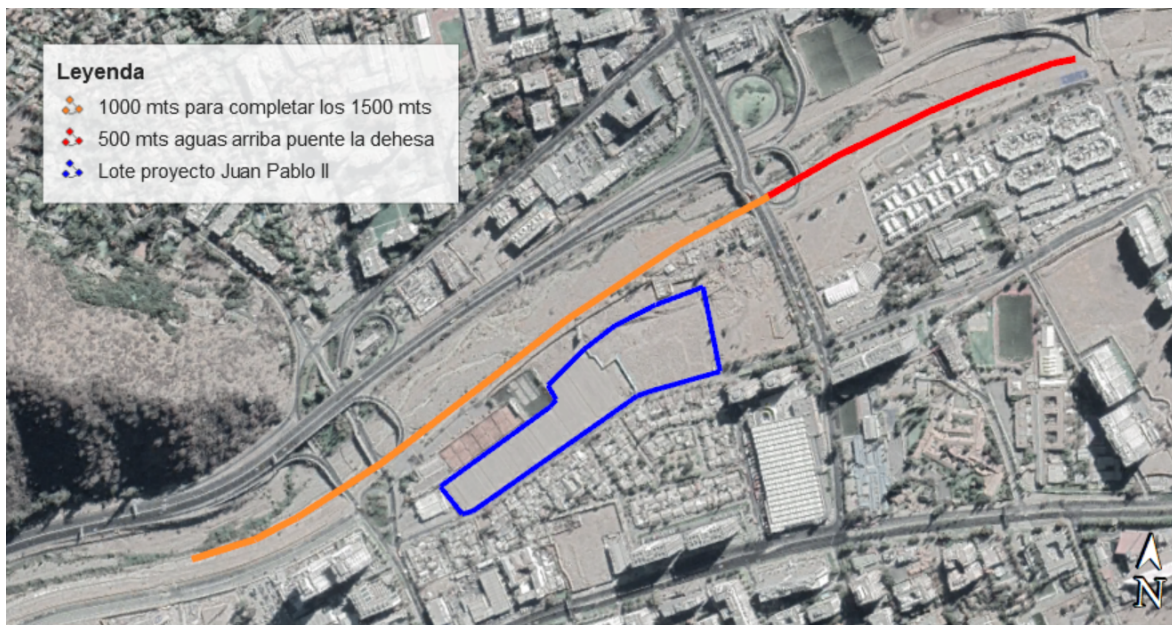 Leyenda
1000 mts para completar los 1500 mts
500 mts aguas arriba puente la dehesa
Lote proyecto Juan Pablo II
N